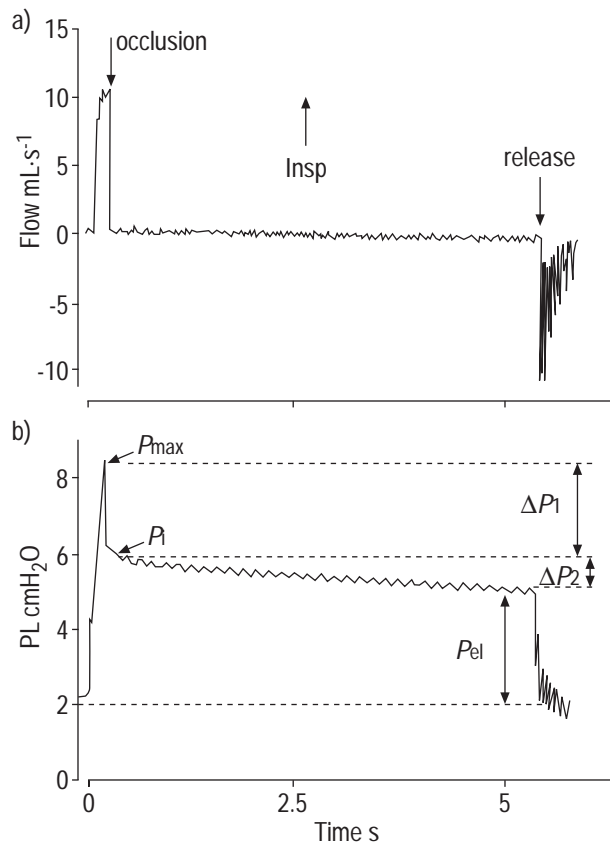 a)
15
10
5
0
-5
-10
Flow mL·s-1
occlusion
Insp
release
b)
8
6
4
2
0
PL cmH2O
Pmax
Pi
ΔP1
ΔP2
Pel
0
2.5
5
Time s